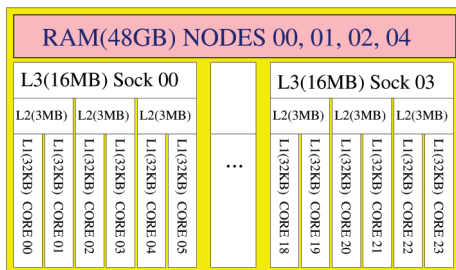 RAM(48GB) NODES 00, 01, 02, 04
L3(16MB) Sock 00
L2(3MB)
L2(3MB)
L2(3MB)
L1(32KB) CORE 00
L1(32KB) CORE 01
L1(32KB) CORE 02
L1(32KB) CORE 03
L1(32KB) CORE 04
L1(32KB) CORE 05
...
L3(16MB) Sock 03
L2(3MB)
L2(3MB)
L2(3MB)
L1(32KB) CORE 18
L1(32KB) CORE 19
L1(32KB) CORE 20
L1(32KB) CORE 21
L1(32KB) CORE 22
L1(32KB) CORE 23